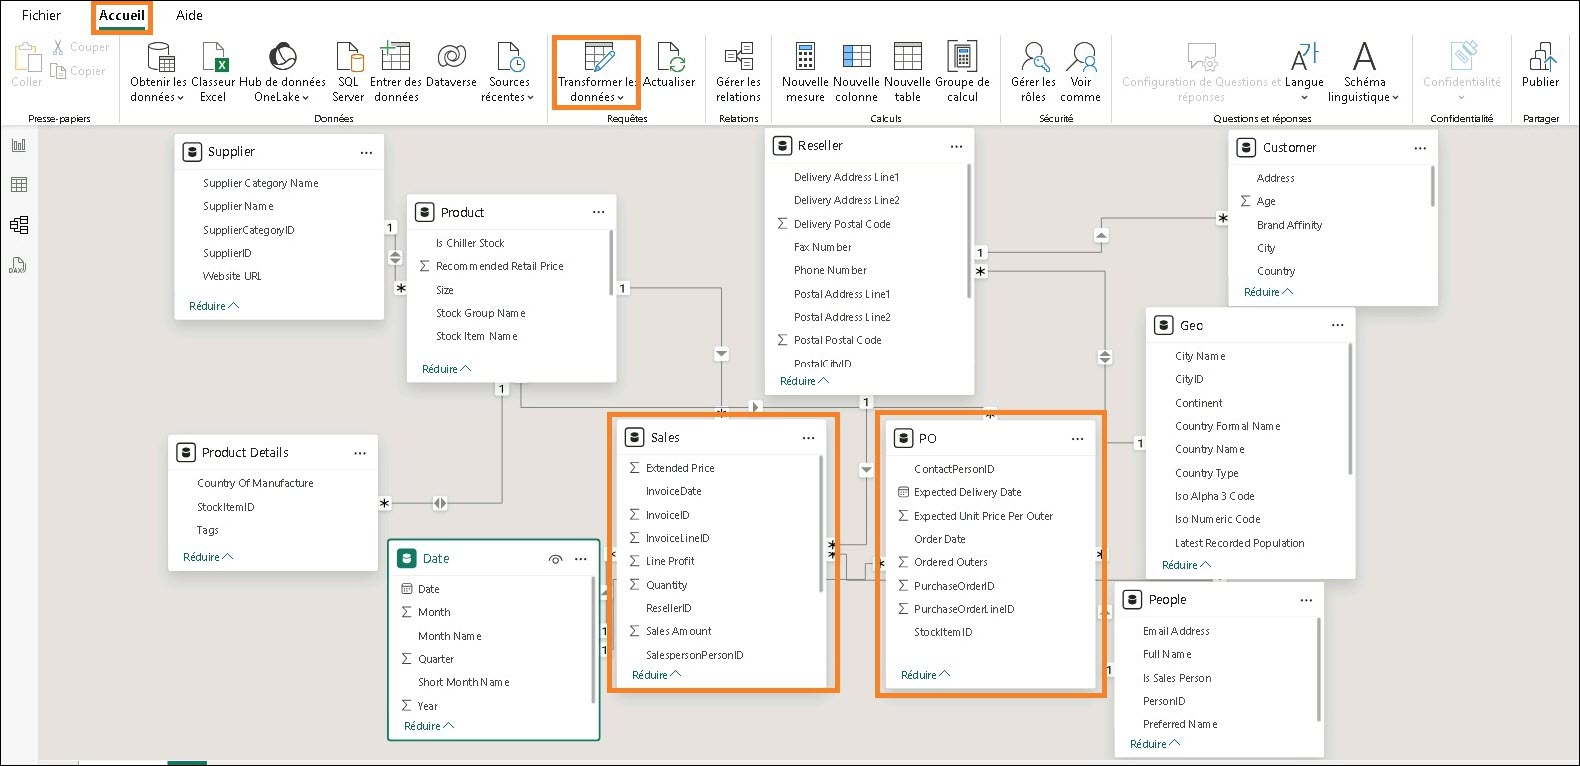 Fichier
Accueil
Aide
Coller
Couper
Copier
Presse-papiers
Obtenir les données
Classeur Excel
Hub de données OneLake
SQL Server
Entrer des données
Dataverse
Sources récentes
Données
Transformer les données
Actualiser
Requêtes
Gérer les relations
Relations
Nouvelle mesure
Nouvelle colonne
Nouvelle table
Groupe de calcul
Calculs
Gérer les rôles
Voir comme
Sécurité
Configuration de Questions et réponses
Langue
Schéma linguistique
Questions et réponses
Confidentialité
Confidentialité
Publier
Partager
Supplier
Supplier Category Name
Supplier Name
SupplierCategoryID
SupplierID
Website URL
Réduire
Product
Is Chiller Stock
Recommended Retail Price
Size
Stock Group Name
Stock Item Name
Réduire
Reseller
Delivery Address Line1
Delivery Address Line2
Delivery Postal Code
Fax Number
Phone Number
Postal Address Line1
Postal Address Line2
Postal Postal Code
PostalCityID
Réduire
Customer
Address
Age
Brand Affinity
City
Country
Réduire
Geo
City Name
CityID
Continent
Country Formal Name
Country Name
Country Type
Iso Alpha 3 Code
Iso Numeric Code
Latest Recorded Population
Réduire
Product Details
Country Of Manufacture
StockItemID
Tags
Réduire
Date
Date
Month
Month Name
Quarter
Short Month Name
Year
Réduire
Sales
Extended Price
InvoiceDate
InvoiceID
InvoiceLineID
Line Profit
Quantity
ResellerID
Sales Amount
SalespersonPersonID
Réduire
PO
ContactPersonID
Expected Delivery Date
Expected Unit Price Per Outer
Order Date
Ordered Outers
PurchaseOrderID
PurchaseOrderLineID
StockItemID
Réduire
People
Email Address
Full Name
Is Sales Person
PersonID
Preferred Name
Réduire